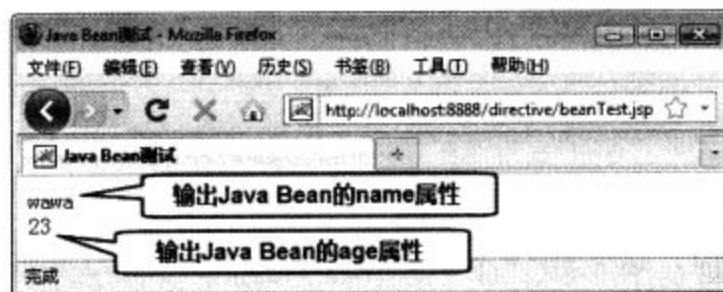 Java Bean测试 - Mozilla Firefox
文件(F) 编辑(E) 查看(V) 历史(S) 书签(B) 工具(T) 帮助(H)
http://localhost:8888/directive/beanTest.jsp
Java Bean测试
wawa
输出Java Bean的name属性
23
输出Java Bean的age属性
完成